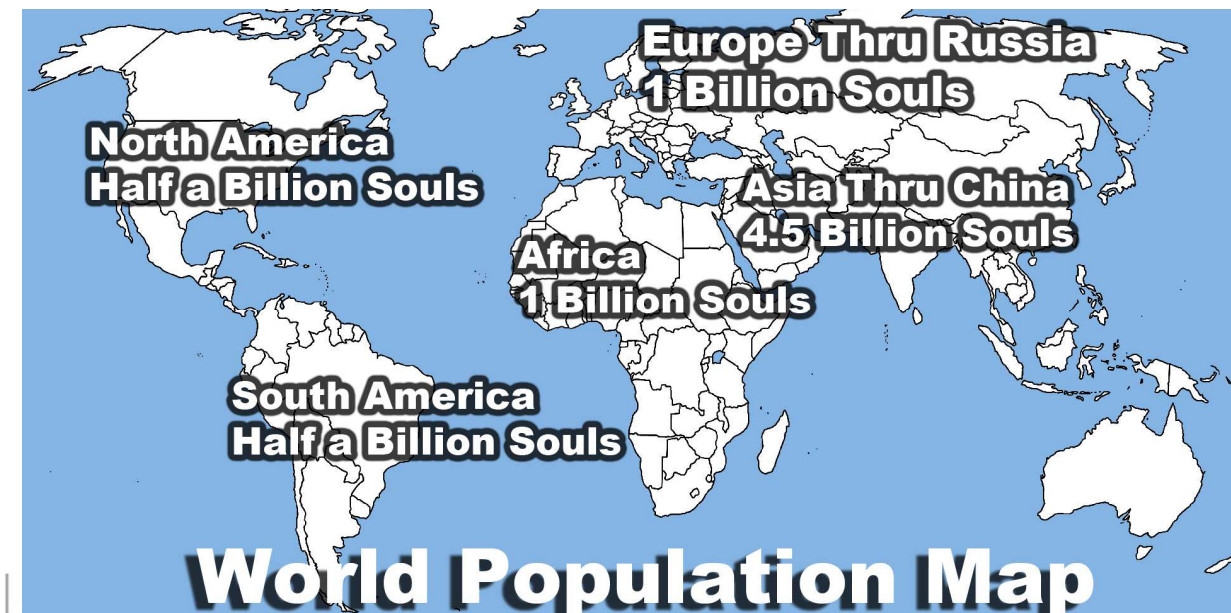 Europe Thru Russia
1 Billion Souls
North America
Half a Billion Souls
Asia Thru China
4.5 Billion Souls
Africa
1 Billion Souls
South America
Half a Billion Souls
World Population Map